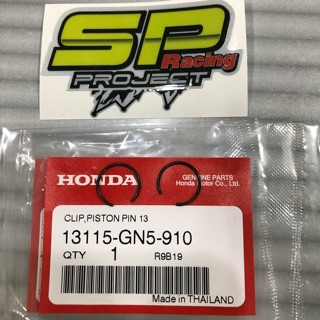 SP
Racing
PROJECT
HONDA
GENUINE PARTS
Honda Motor Co., Ltd.
CLIP,PISTON PIN 13
13115-GN5-910
QTY 1 R9B19
Made in THAILAND